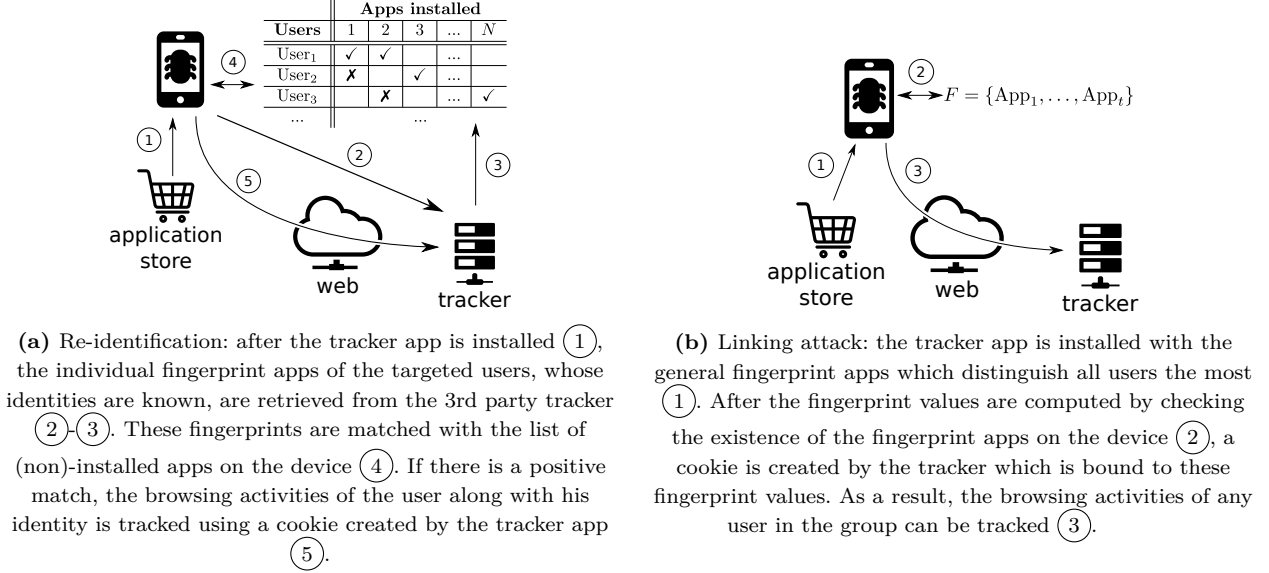 Apps installed
Users 1 2 3 ... N
User₁ ✓ ✓ ...
User₂ ✗ ✓ ...
User₃ ✗ ... ✓
... ...
④
①
②
③
⑤
application
store
web
tracker
(a) Re-identification: after the tracker app is installed ①,
the individual fingerprint apps of the targeted users, whose
identities are known, are retrieved from the 3rd party tracker
②-③. These fingerprints are matched with the list of
(non)-installed apps on the device ④. If there is a positive
match, the browsing activities of the user along with his
identity is tracked using a cookie created by the tracker app
⑤.
②
F = {App₁, . . . , Appₜ}
①
③
application
store
web
tracker
(b) Linking attack: the tracker app is installed with the
general fingerprint apps which distinguish all users the most
①. After the fingerprint values are computed by checking
the existence of the fingerprint apps on the device ②, a
cookie is created by the tracker which is bound to these
fingerprint values. As a result, the browsing activities of any
user in the group can be tracked ③.